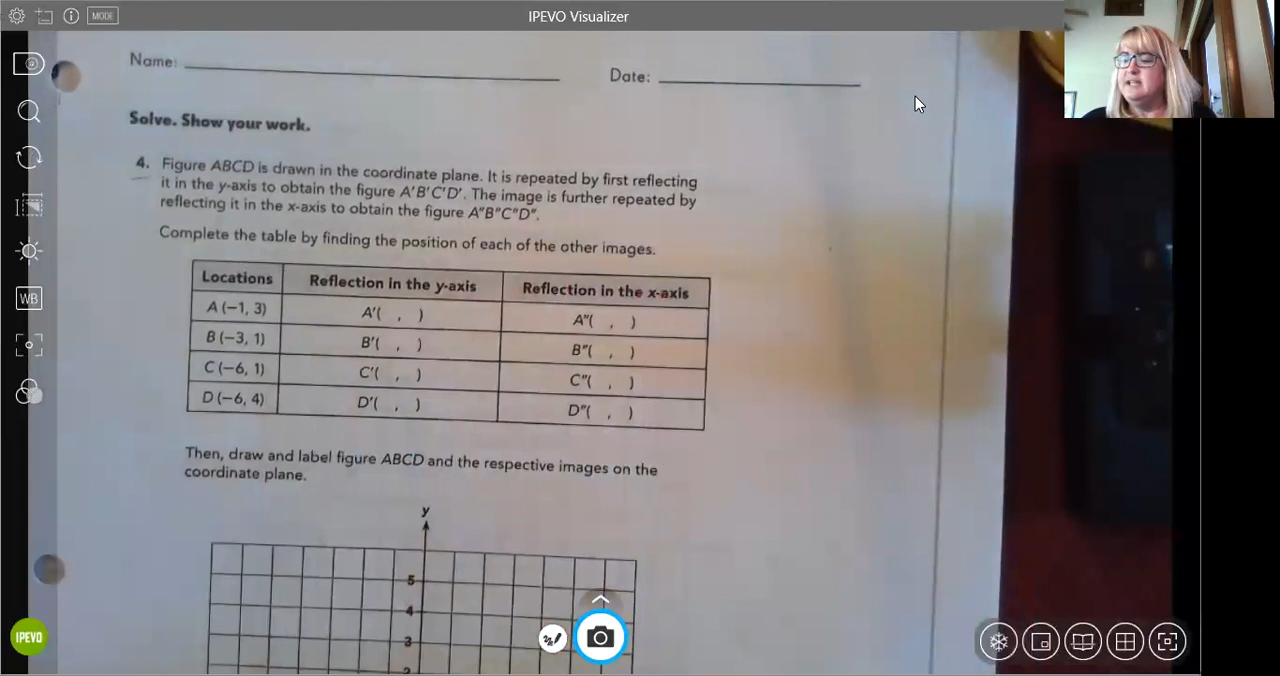 MODE
IPEVO Visualizer
Name:
Date:
Solve. Show your work.
4. Figure ABCD is drawn in the coordinate plane. It is repeated by first reflecting
it in the y-axis to obtain the figure A'B'C'D'. The image is further repeated by
reflecting it in the x-axis to obtain the figure A"B"C"D".
Complete the table by finding the position of each of the other images.
Locations Reflection in the y-axis Reflection in the x-axis
A (−1, 3) A'( , ) A"( , )
B (−3, 1) B'( , ) B"( , )
C (−6, 1) C'( , ) C"( , )
D (−6, 4) D'( , ) D"( , )
Then, draw and label figure ABCD and the respective images on the
coordinate plane.
y
5
4
3
2
WB
IPEVO